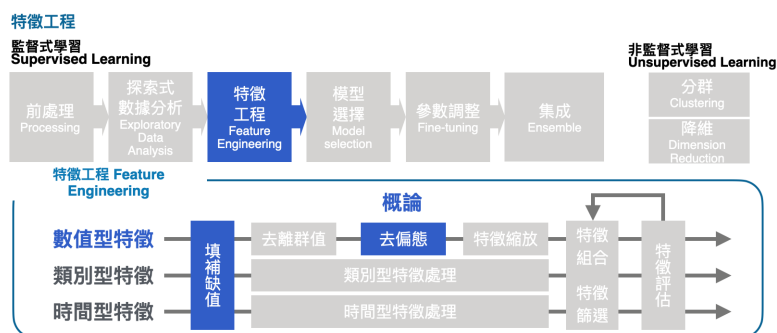 特徵工程
監督式學習
Supervised Learning
非監督式學習
Unsupervised Learning
前處理
Processing
探索式
數據分析
Exploratory
Data
Analysis
特徵
工程
Feature
Engineering
模型
選擇
Model
selection
參數調整
Fine-tuning
集成
Ensemble
分群
Clustering
降維
Dimension
Reduction
特徵工程 Feature
Engineering
概論
數值型特徵
填補缺值
去離群值
去偏態
特徵縮放
特徵
組合
特徵
篩選
特徵評估
類別型特徵
類別型特徵處理
時間型特徵
時間型特徵處理